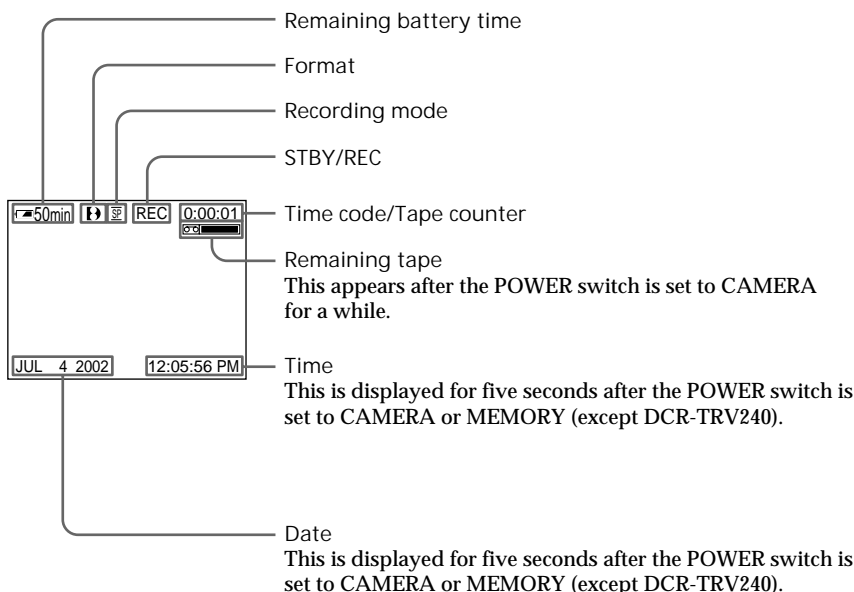 Remaining battery time
Format
Recording mode
STBY/REC
50min SP REC 0:00:01
Time code/Tape counter
Remaining tape
This appears after the POWER switch is set to CAMERA
for a while.
JUL 4 2002 12:05:56 PM
Time
This is displayed for five seconds after the POWER switch is
set to CAMERA or MEMORY (except DCR-TRV240).
Date
This is displayed for five seconds after the POWER switch is
set to CAMERA or MEMORY (except DCR-TRV240).